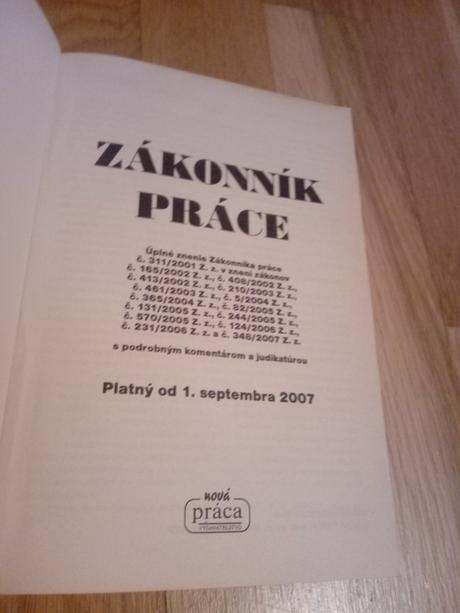 ZÁKONNÍK
PRÁCE
Úplné znenie Zákonníka práce
č. 311/2001 Z. z. v znení zákonov
č. 165/2002 Z. z., č. 408/2002 Z. z.,
č. 413/2002 Z. z., č. 210/2003 Z. z.,
č. 461/2003 Z. z., č. 5/2004 Z. z.,
č. 365/2004 Z. z., č. 82/2005 Z. z.,
č. 131/2005 Z. z., č. 244/2005 Z. z.,
č. 570/2005 Z. z., č. 124/2006 Z. z.,
č. 231/2006 Z. z. a č. 348/2007 Z. z.
s podrobným komentárom a judikatúrou
Platný od 1. septembra 2007
nová
práca
VYDAVATEĽSTVO